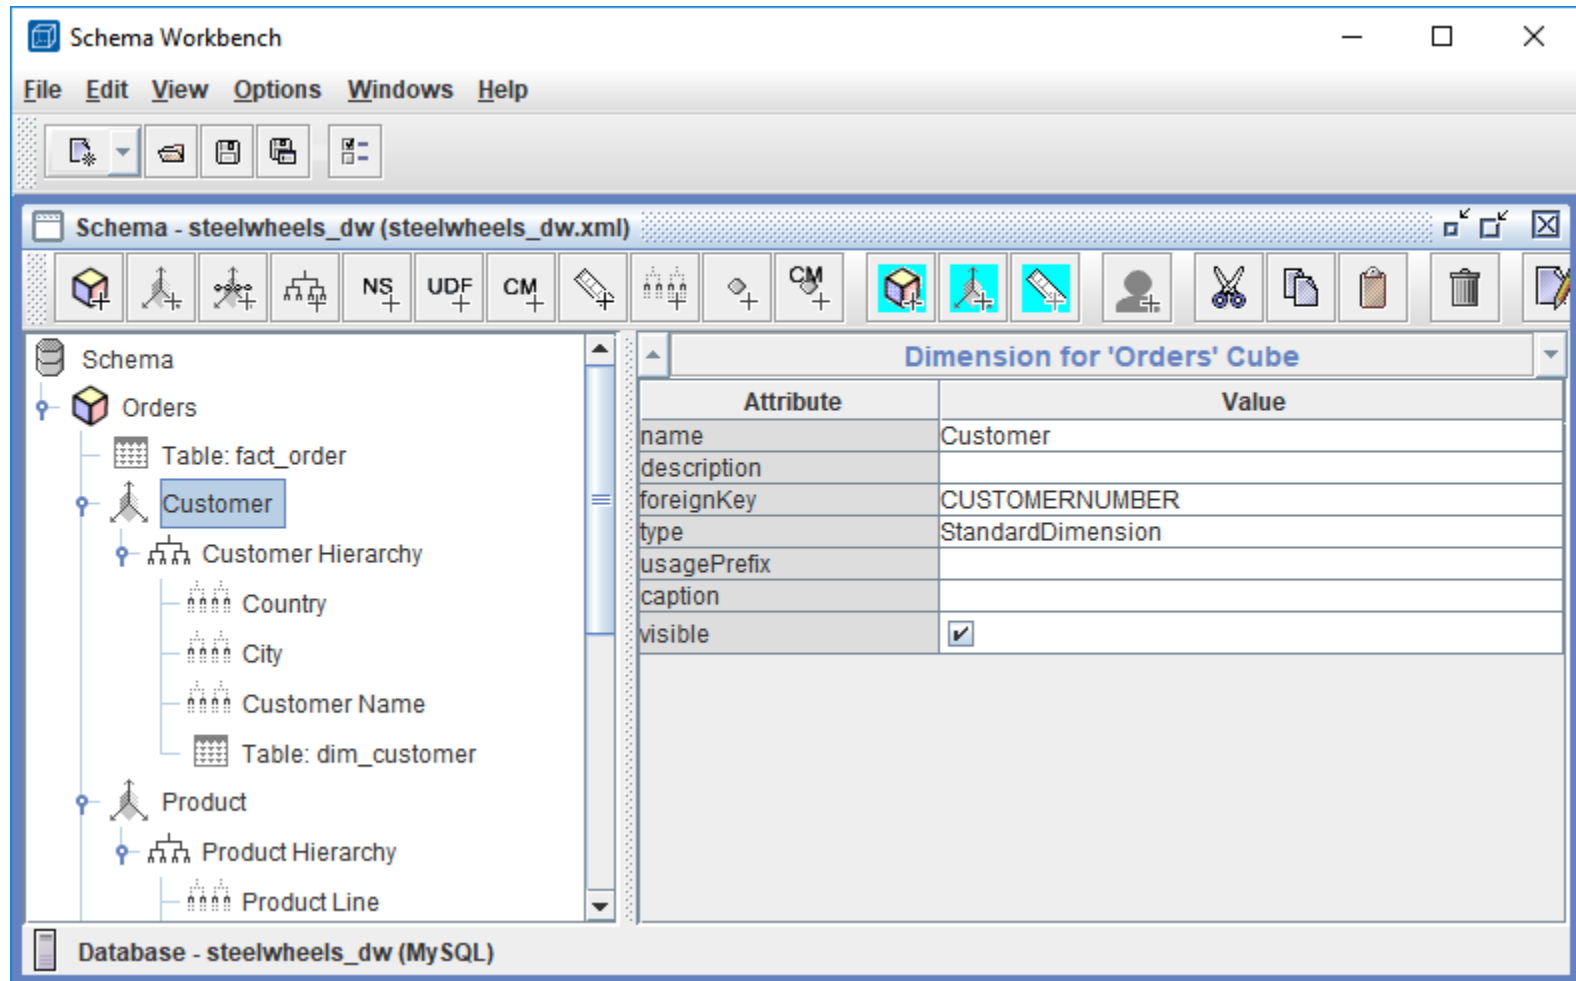 Schema Workbench
File Edit View Options Windows Help
Schema - steelwheels_dw (steelwheels_dw.xml)
NS UDF CM CM
Schema
Orders
Table: fact_order
Customer
Customer Hierarchy
Country
City
Customer Name
Table: dim_customer
Product
Product Hierarchy
Product Line
Dimension for 'Orders' Cube
Attribute Value
name Customer
description
foreignKey CUSTOMERNUMBER
type StandardDimension
usagePrefix
caption
visible
Database - steelwheels_dw (MySQL)